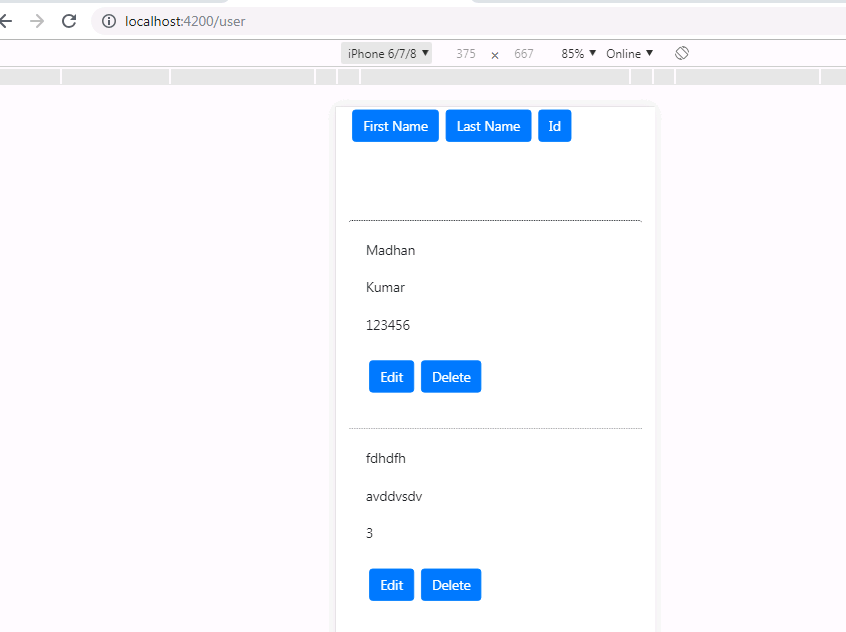 localhost:4200/user
iPhone 6/7/8 375 × 667 85% Online
First Name Last Name Id
Madhan
Kumar
123456
Edit Delete
fdhdfh
avddvsdv
3
Edit Delete